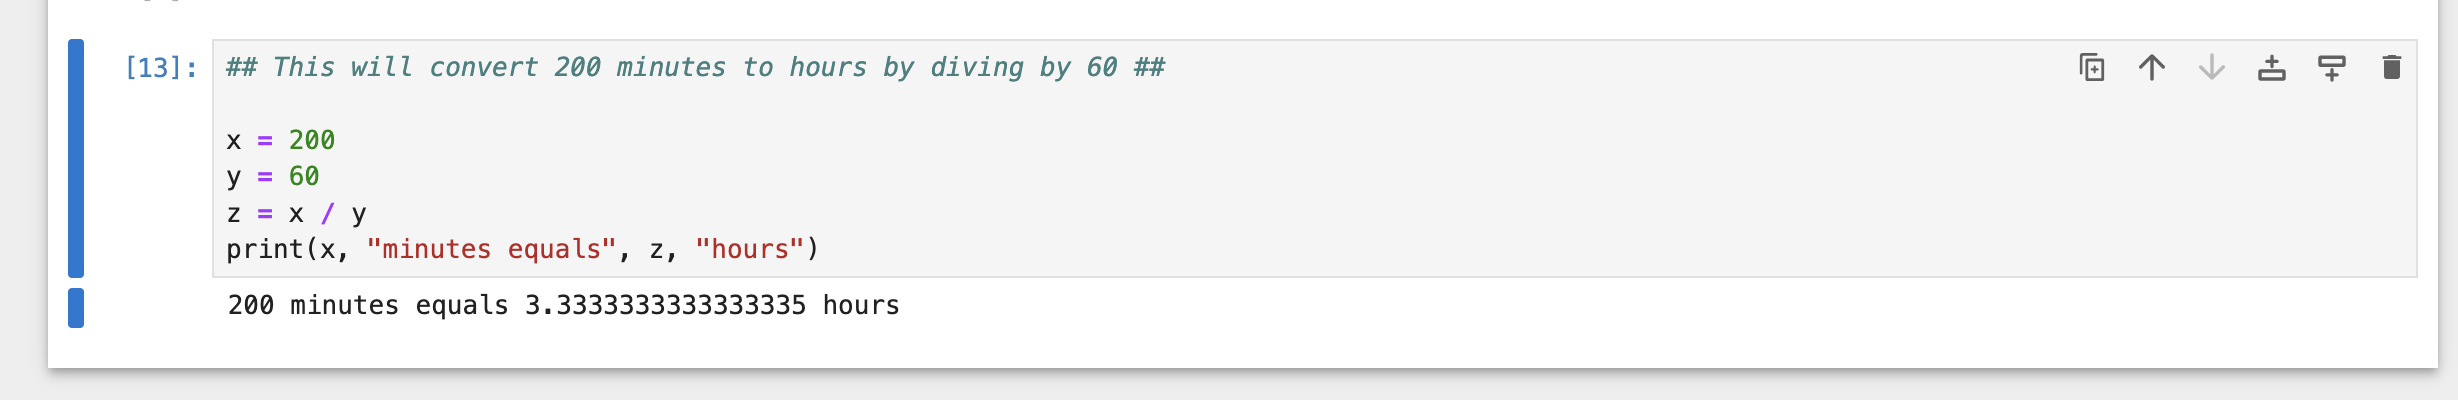 [13]: ## This will convert 200 minutes to hours by diving by 60 ##
x = 200
y = 60
z = x / y
print(x, "minutes equals", z, "hours")
200 minutes equals 3.3333333333333335 hours